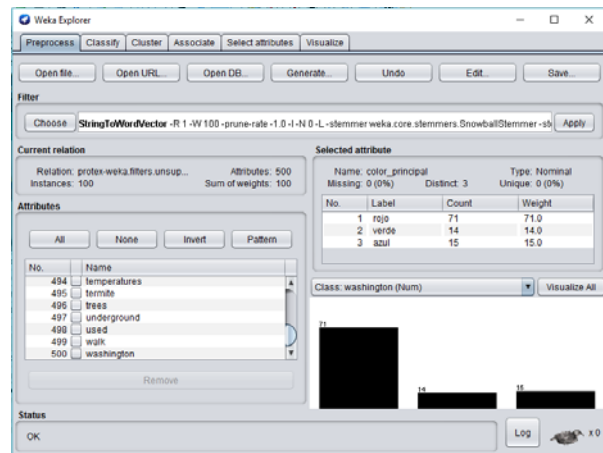 Weka Explorer
Preprocess Classify Cluster Associate Select attributes Visualize
Open file... Open URL... Open DB... Generate... Undo Edit... Save...
Filter
Choose StringToWordVector -R 1 -W 100 -prune-rate -1.0 -I -N 0 -L -stemmer weka.core.stemmers.SnowballStemmer -st Apply
Current relation
Relation: protex-weka.filters.unsup... Attributes: 500
Instances: 100 Sum of weights: 100
Attributes
All None Invert Pattern
No. Name
494 temperatures
495 termite
496 trees
497 underground
498 used
499 walk
500 washington
Remove
Selected attribute
Name: color_principal Type: Nominal
Missing: 0 (0%) Distinct: 3 Unique: 0 (0%)
No. Label Count Weight
1 rojo 71 71.0
2 verde 14 14.0
3 azul 15 15.0
Class: washington (Num) Visualize All
71
14
15
Status
OK
Log x 0